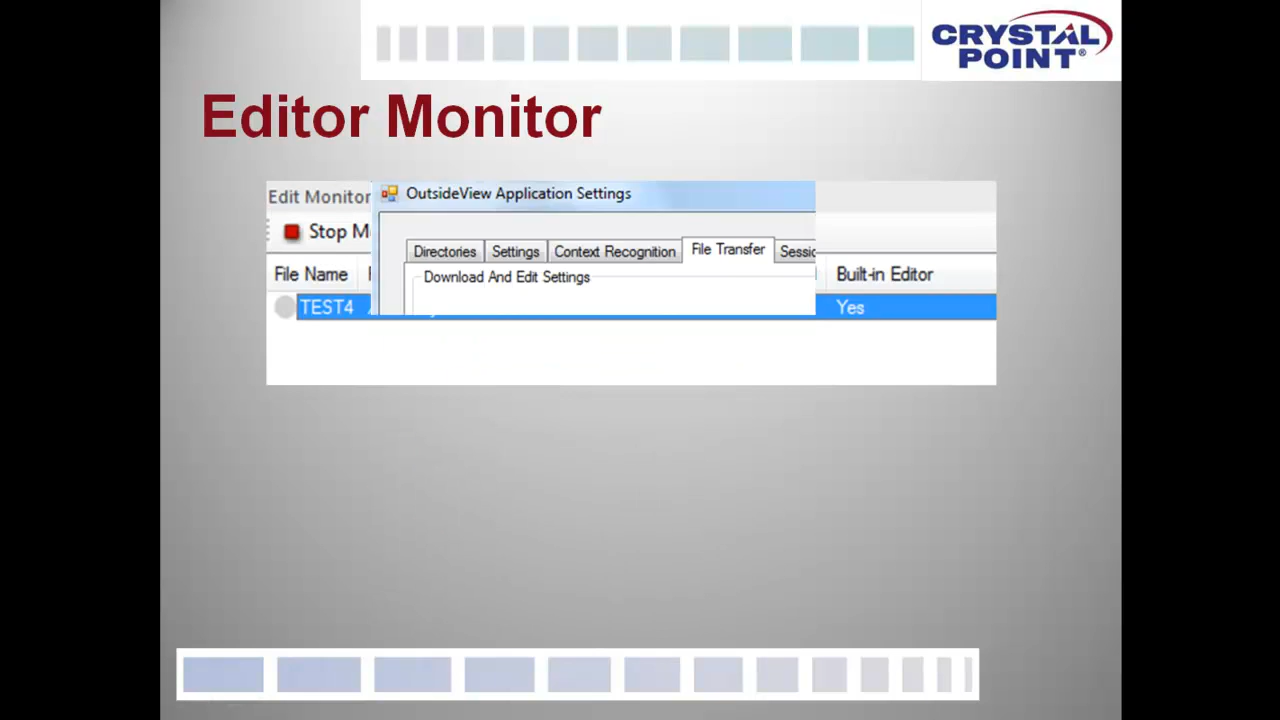 CRYSTAL
POINT®
Editor Monitor
Edit Monitor
OutsideView Application Settings
Stop M
Directories Settings Context Recognition File Transfer Sessio
File Name Built-in Editor
Download And Edit Settings
TEST4 Yes